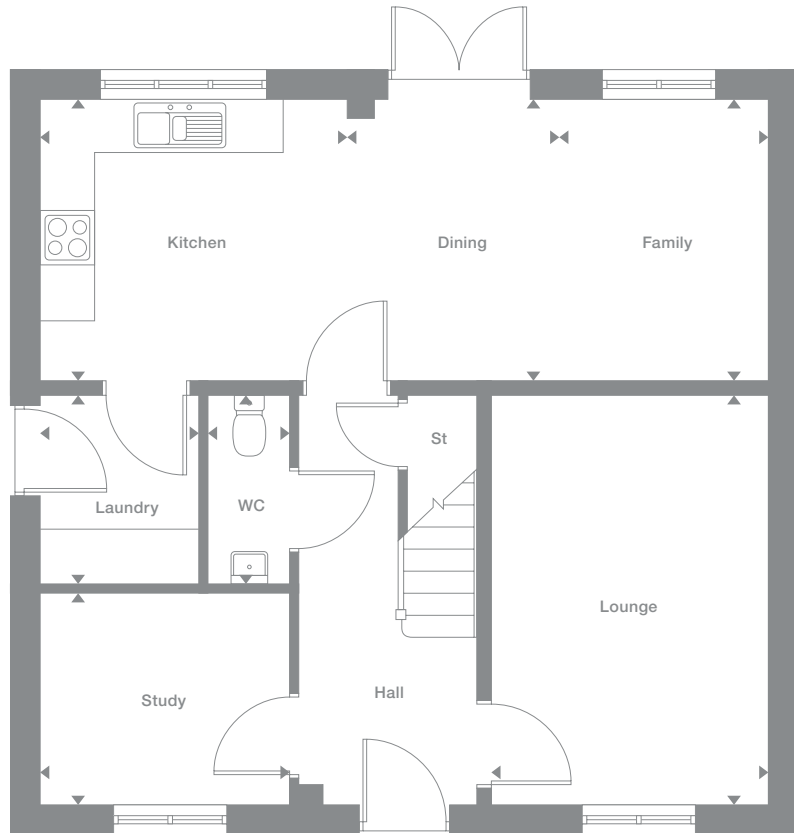 Kitchen
Dining
Family
St
Laundry
WC
Lounge
Study
Hall